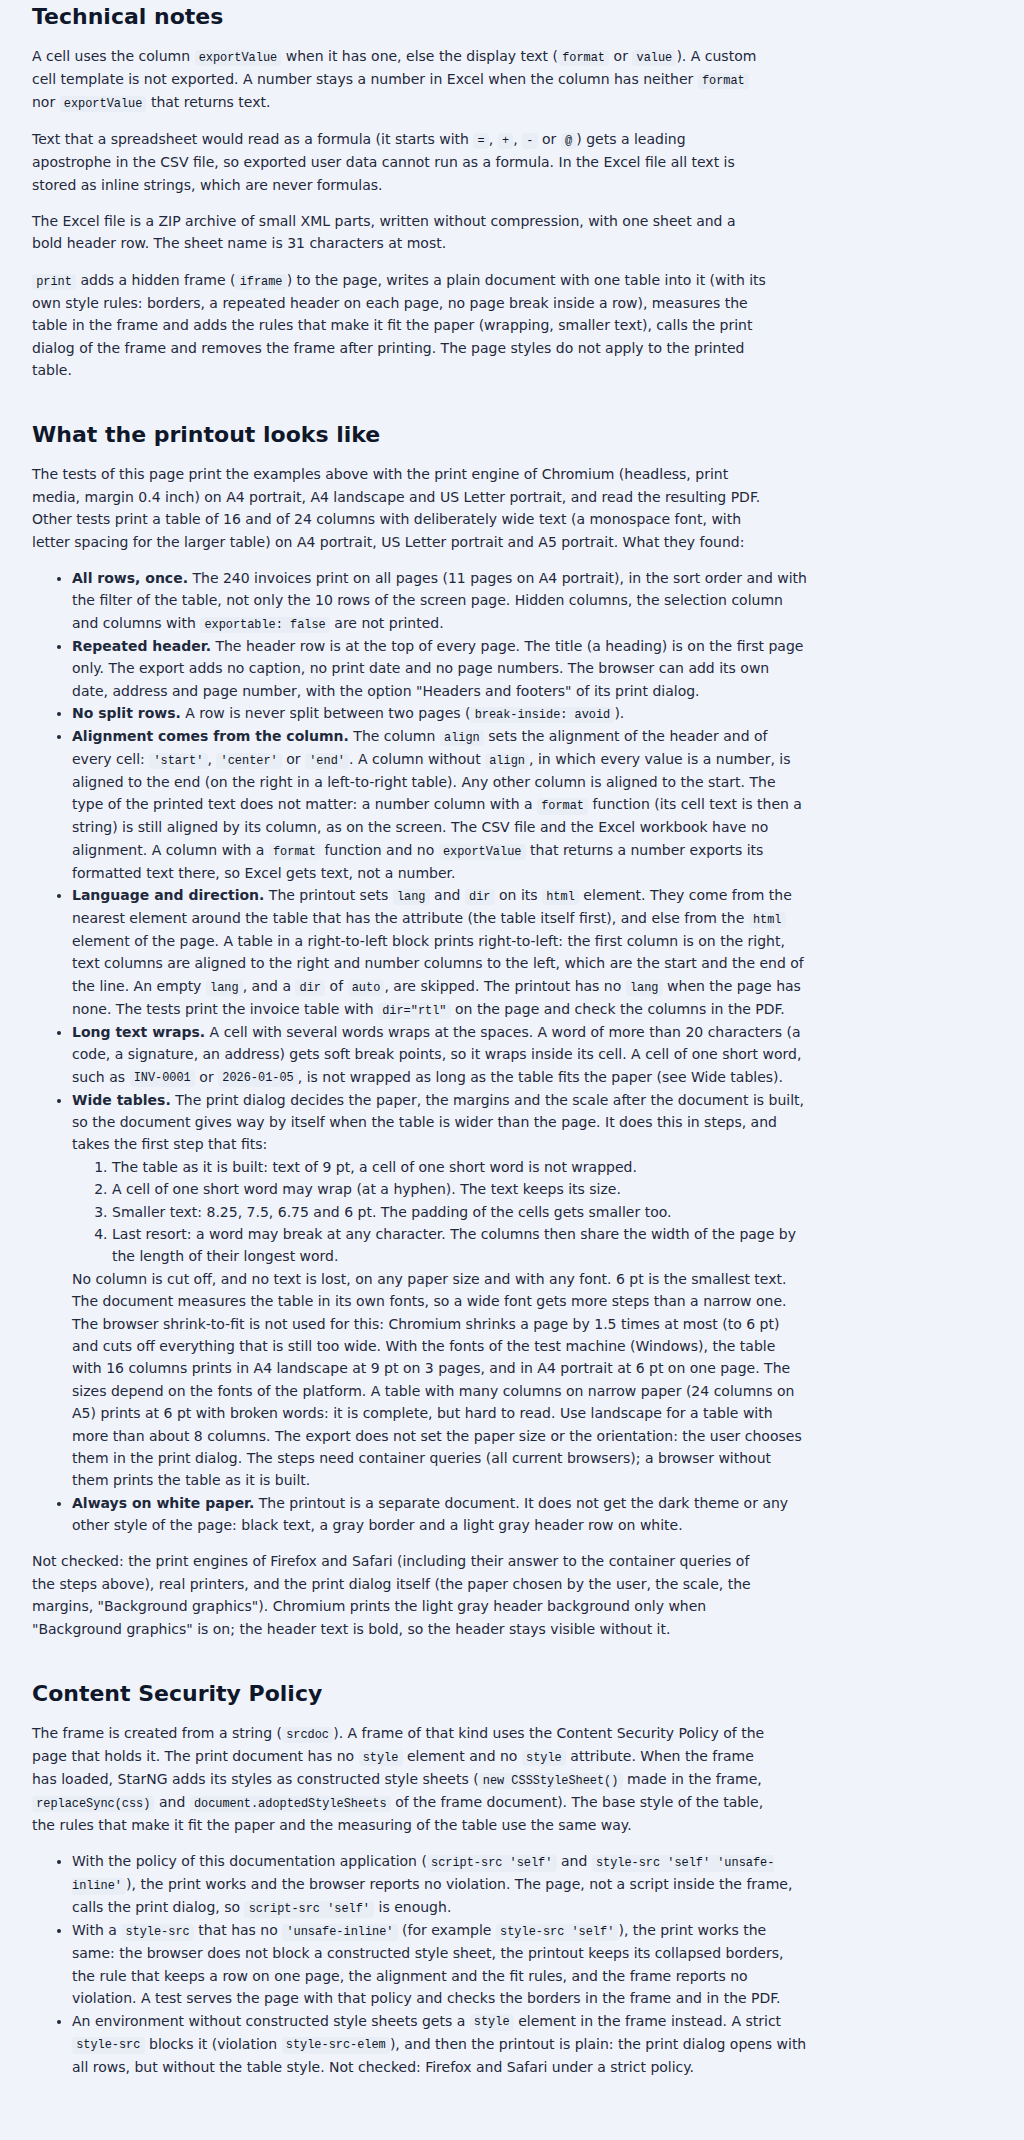 Technical notes
A cell uses the column exportValue when it has one, else the display text ( format or value ). A custom
cell template is not exported. A number stays a number in Excel when the column has neither format
nor exportValue that returns text.
Text that a spreadsheet would read as a formula (it starts with = , + , - or @ ) gets a leading
apostrophe in the CSV file, so exported user data cannot run as a formula. In the Excel file all text is
stored as inline strings, which are never formulas.
The Excel file is a ZIP archive of small XML parts, written without compression, with one sheet and a
bold header row. The sheet name is 31 characters at most.
print adds a hidden frame ( iframe ) to the page, writes a plain document with one table into it (with its
own style rules: borders, a repeated header on each page, no page break inside a row), measures the
table in the frame and adds the rules that make it fit the paper (wrapping, smaller text), calls the print
dialog of the frame and removes the frame after printing. The page styles do not apply to the printed
table.
What the printout looks like
The tests of this page print the examples above with the print engine of Chromium (headless, print
media, margin 0.4 inch) on A4 portrait, A4 landscape and US Letter portrait, and read the resulting PDF.
Other tests print a table of 16 and of 24 columns with deliberately wide text (a monospace font, with
letter spacing for the larger table) on A4 portrait, US Letter portrait and A5 portrait. What they found:
• All rows, once. The 240 invoices print on all pages (11 pages on A4 portrait), in the sort order and with
the filter of the table, not only the 10 rows of the screen page. Hidden columns, the selection column
and columns with exportable: false are not printed.
• Repeated header. The header row is at the top of every page. The title (a heading) is on the first page
only. The export adds no caption, no print date and no page numbers. The browser can add its own
date, address and page number, with the option "Headers and footers" of its print dialog.
• No split rows. A row is never split between two pages ( break-inside: avoid ).
• Alignment comes from the column. The column align sets the alignment of the header and of
every cell: 'start' , 'center' or 'end' . A column without align , in which every value is a number, is
aligned to the end (on the right in a left-to-right table). Any other column is aligned to the start. The
type of the printed text does not matter: a number column with a format function (its cell text is then a
string) is still aligned by its column, as on the screen. The CSV file and the Excel workbook have no
alignment. A column with a format function and no exportValue that returns a number exports its
formatted text there, so Excel gets text, not a number.
• Language and direction. The printout sets lang and dir on its html element. They come from the
nearest element around the table that has the attribute (the table itself first), and else from the html
element of the page. A table in a right-to-left block prints right-to-left: the first column is on the right,
text columns are aligned to the right and number columns to the left, which are the start and the end of
the line. An empty lang , and a dir of auto , are skipped. The printout has no lang when the page has
none. The tests print the invoice table with dir="rtl" on the page and check the columns in the PDF.
• Long text wraps. A cell with several words wraps at the spaces. A word of more than 20 characters (a
code, a signature, an address) gets soft break points, so it wraps inside its cell. A cell of one short word,
such as INV-0001 or 2026-01-05 , is not wrapped as long as the table fits the paper (see Wide tables).
• Wide tables. The print dialog decides the paper, the margins and the scale after the document is built,
so the document gives way by itself when the table is wider than the page. It does this in steps, and
takes the first step that fits:
1. The table as it is built: text of 9 pt, a cell of one short word is not wrapped.
2. A cell of one short word may wrap (at a hyphen). The text keeps its size.
3. Smaller text: 8.25, 7.5, 6.75 and 6 pt. The padding of the cells gets smaller too.
4. Last resort: a word may break at any character. The columns then share the width of the page by
the length of their longest word.
No column is cut off, and no text is lost, on any paper size and with any font. 6 pt is the smallest text.
The document measures the table in its own fonts, so a wide font gets more steps than a narrow one.
The browser shrink-to-fit is not used for this: Chromium shrinks a page by 1.5 times at most (to 6 pt)
and cuts off everything that is still too wide. With the fonts of the test machine (Windows), the table
with 16 columns prints in A4 landscape at 9 pt on 3 pages, and in A4 portrait at 6 pt on one page. The
sizes depend on the fonts of the platform. A table with many columns on narrow paper (24 columns on
A5) prints at 6 pt with broken words: it is complete, but hard to read. Use landscape for a table with
more than about 8 columns. The export does not set the paper size or the orientation: the user chooses
them in the print dialog. The steps need container queries (all current browsers); a browser without
them prints the table as it is built.
• Always on white paper. The printout is a separate document. It does not get the dark theme or any
other style of the page: black text, a gray border and a light gray header row on white.
Not checked: the print engines of Firefox and Safari (including their answer to the container queries of
the steps above), real printers, and the print dialog itself (the paper chosen by the user, the scale, the
margins, "Background graphics"). Chromium prints the light gray header background only when
"Background graphics" is on; the header text is bold, so the header stays visible without it.
Content Security Policy
The frame is created from a string ( srcdoc ). A frame of that kind uses the Content Security Policy of the
page that holds it. The print document has no style element and no style attribute. When the frame
has loaded, StarNG adds its styles as constructed style sheets ( new CSSStyleSheet() made in the frame,
replaceSync(css) and document.adoptedStyleSheets of the frame document). The base style of the table,
the rules that make it fit the paper and the measuring of the table use the same way.
• With the policy of this documentation application ( script-src 'self' and style-src 'self' 'unsafe-
inline' ), the print works and the browser reports no violation. The page, not a script inside the frame,
calls the print dialog, so script-src 'self' is enough.
• With a style-src that has no 'unsafe-inline' (for example style-src 'self' ), the print works the
same: the browser does not block a constructed style sheet, the printout keeps its collapsed borders,
the rule that keeps a row on one page, the alignment and the fit rules, and the frame reports no
violation. A test serves the page with that policy and checks the borders in the frame and in the PDF.
• An environment without constructed style sheets gets a style element in the frame instead. A strict
style-src blocks it (violation style-src-elem ), and then the printout is plain: the print dialog opens with
all rows, but without the table style. Not checked: Firefox and Safari under a strict policy.